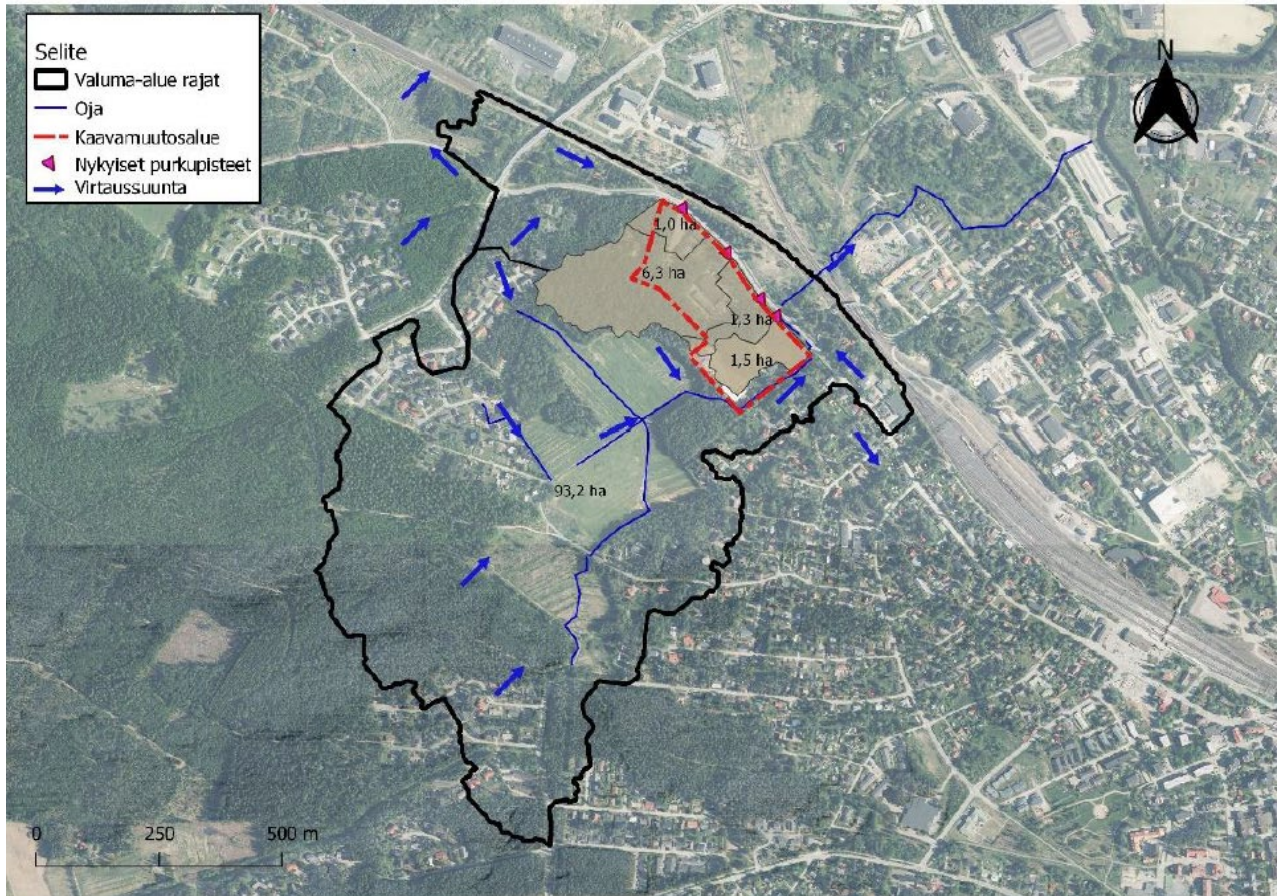 Selite
Valuma-alue rajat
Oja
Kaavamuutosalue
Nykyiset purkupisteet
Virtaussuunta
N
1,0 ha
6,3 ha
1,3 ha
1,5 ha
93,2 ha
0 250 500 m